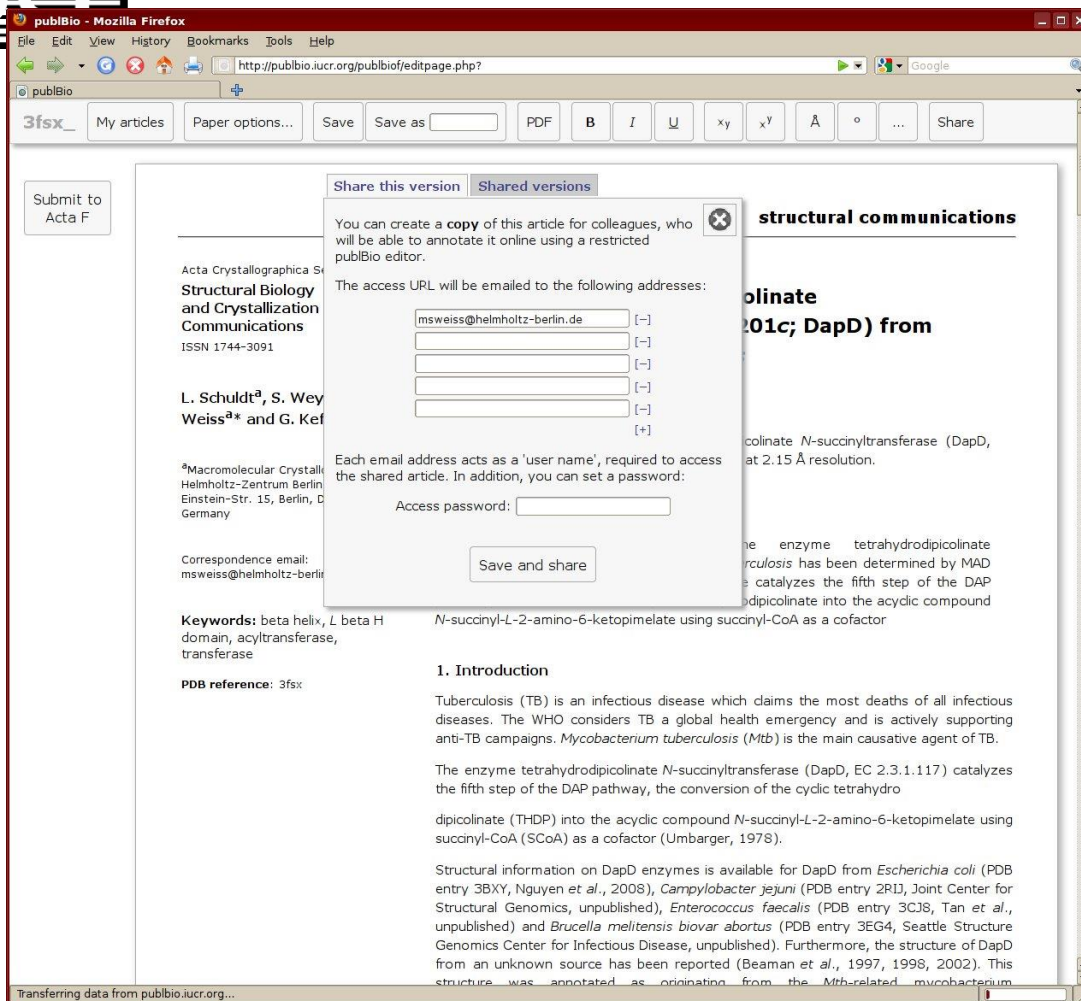 publBio - Mozilla Firefox
File Edit View History Bookmarks Tools Help
http://publbio.iucr.org/publbiof/editpage.php?
Google
publBio
3fsx_ My articles Paper options... Save Save as PDF B I U xy xy Å o ... Share
Submit to
Acta F
Share this version Shared versions
You can create a copy of this article for colleagues, who
will be able to annotate it online using a restricted
publBio editor.
The access URL will be emailed to the following addresses:
msweiss@helmholtz-berlin.de [−]
[−]
[−]
[−]
[−]
[+]
Each email address acts as a 'user name', required to access
the shared article. In addition, you can set a password:
Access password:
Save and share
structural communications
Acta Crystallographica Se
Structural Biology
and Crystallization
Communications
ISSN 1744-3091
L. Schuldtᵃ, S. Wey
Weissᵃ* and G. Kef
ᵃMacromolecular Crystallo
Helmholtz-Zentrum Berlin
Einstein-Str. 15, Berlin, D
Germany
Correspondence email:
msweiss@helmholtz-berlin
Keywords: beta helix, L beta H
domain, acyltransferase,
transferase
PDB reference: 3fsx
olinate
201c; DapD) from
colinate N-succinyltransferase (DapD,
at 2.15 Å resolution.
he enzyme tetrahydrodipicolinate
rculosis has been determined by MAD
e catalyzes the fifth step of the DAP
odipicolinate into the acyclic compound
N-succinyl-L-2-amino-6-ketopimelate using succinyl-CoA as a cofactor
1. Introduction
Tuberculosis (TB) is an infectious disease which claims the most deaths of all infectious
diseases. The WHO considers TB a global health emergency and is actively supporting
anti-TB campaigns. Mycobacterium tuberculosis (Mtb) is the main causative agent of TB.
The enzyme tetrahydrodipicolinate N-succinyltransferase (DapD, EC 2.3.1.117) catalyzes
the fifth step of the DAP pathway, the conversion of the cyclic tetrahydro
dipicolinate (THDP) into the acyclic compound N-succinyl-L-2-amino-6-ketopimelate using
succinyl-CoA (SCoA) as a cofactor (Umbarger, 1978).
Structural information on DapD enzymes is available for DapD from Escherichia coli (PDB
entry 3BXY, Nguyen et al., 2008), Campylobacter jejuni (PDB entry 2RIJ, Joint Center for
Structural Genomics, unpublished), Enterococcus faecalis (PDB entry 3CJ8, Tan et al.,
unpublished) and Brucella melitensis biovar abortus (PDB entry 3EG4, Seattle Structure
Genomics Center for Infectious Disease, unpublished). Furthermore, the structure of DapD
from an unknown source has been reported (Beaman et al., 1997, 1998, 2002). This
structure was annotated as originating from the Mtb-related mycobacterium
Transferring data from publbio.iucr.org...